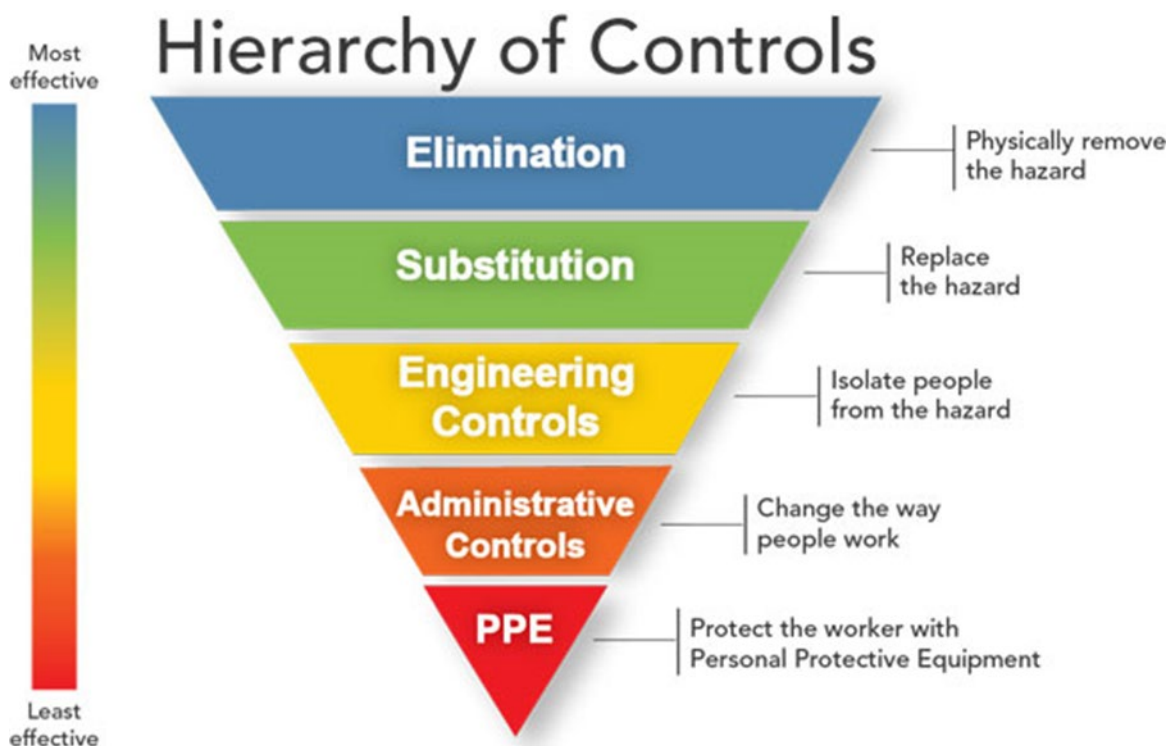 Hierarchy of Controls
Most
effective
Elimination
Physically remove
the hazard
Substitution
Replace
the hazard
Engineering
Controls
Isolate people
from the hazard
Administrative
Controls
Change the way
people work
PPE
Protect the worker with
Personal Protective Equipment
Least
effective